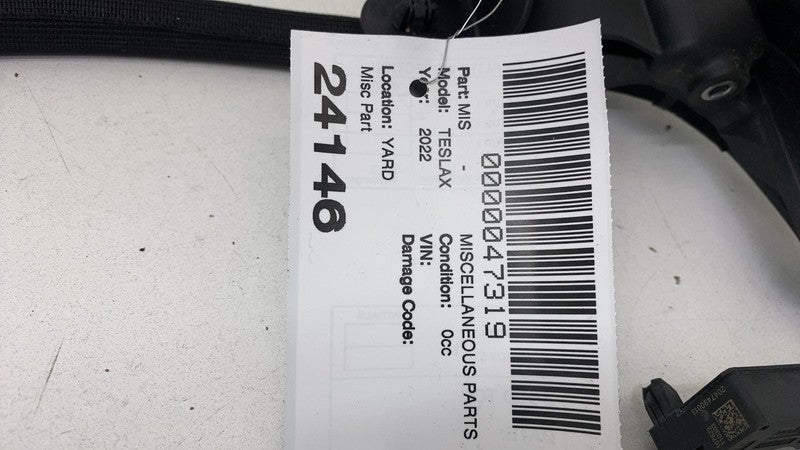 0000047319
Part: MIS - MISCELLANEOUS PARTS
Model: TESLAX Condition: 0cc
Year: 2022 VIN:
Damage Code:
Location: YARD
Misc Part
24146